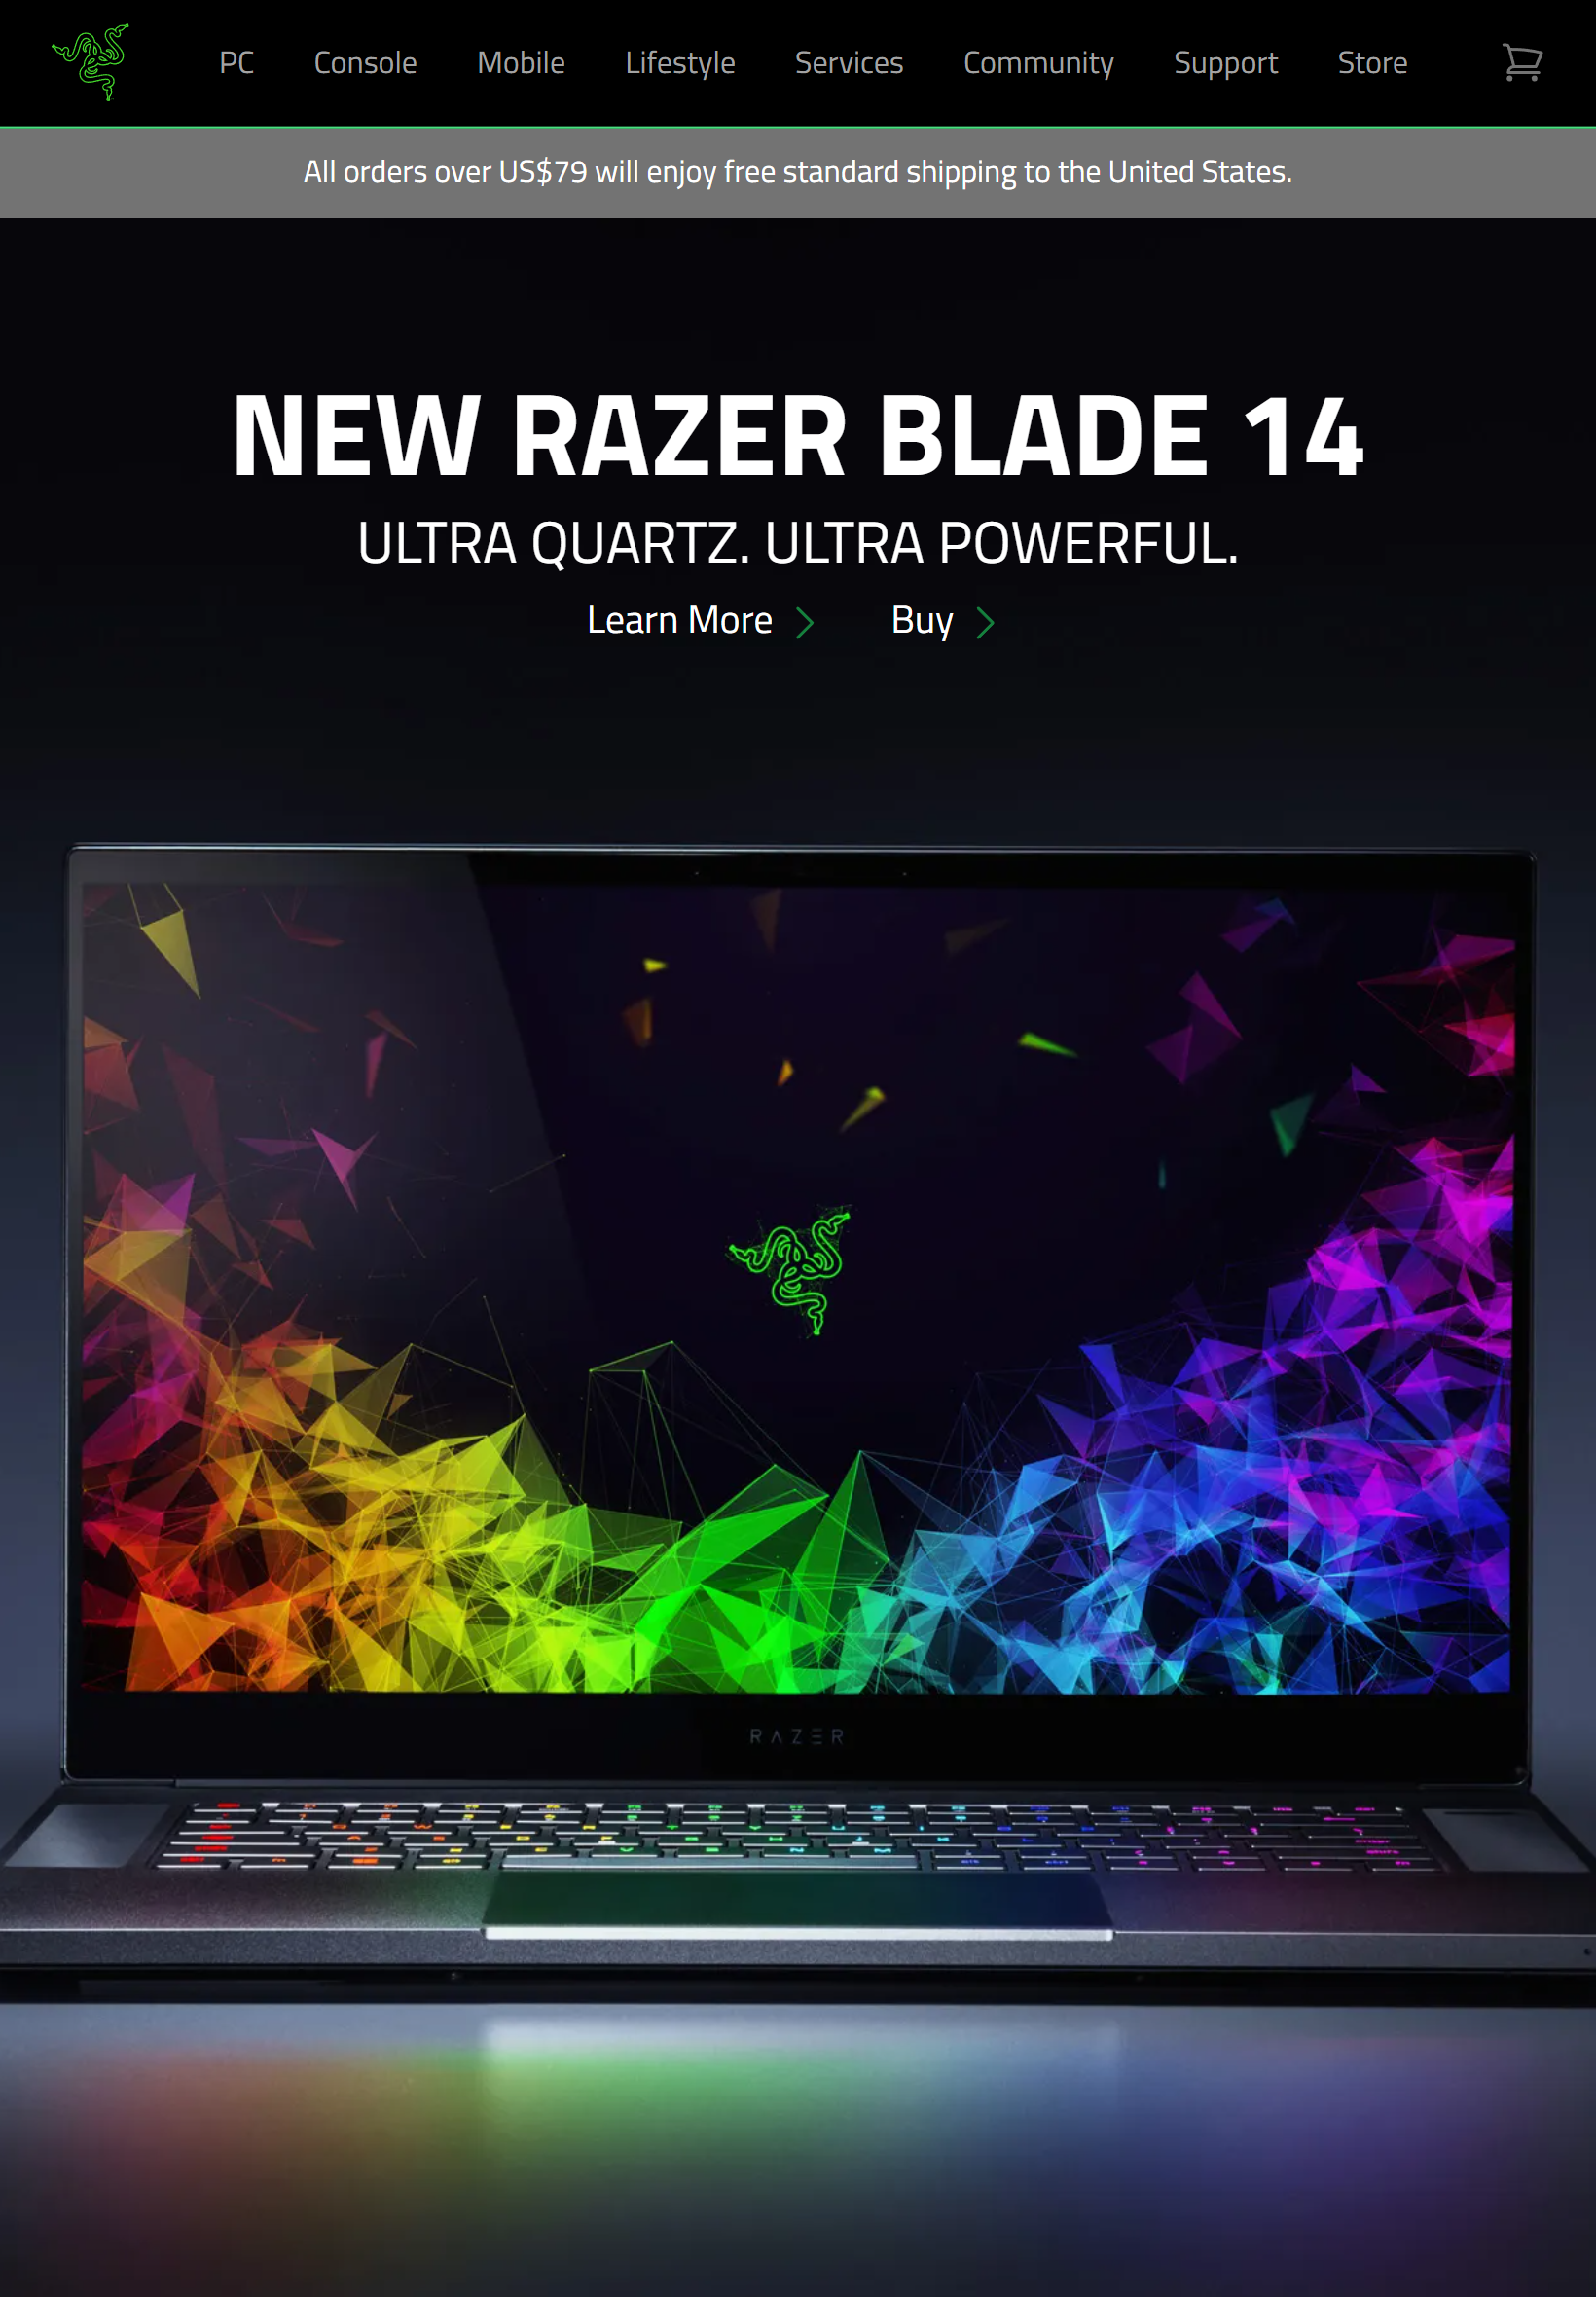 PC Console Mobile Lifestyle Services Community Support Store
All orders over US$79 will enjoy free standard shipping to the United States.
NEW RAZER BLADE 14
ULTRA QUARTZ. ULTRA POWERFUL.
Learn More Buy
RAZER